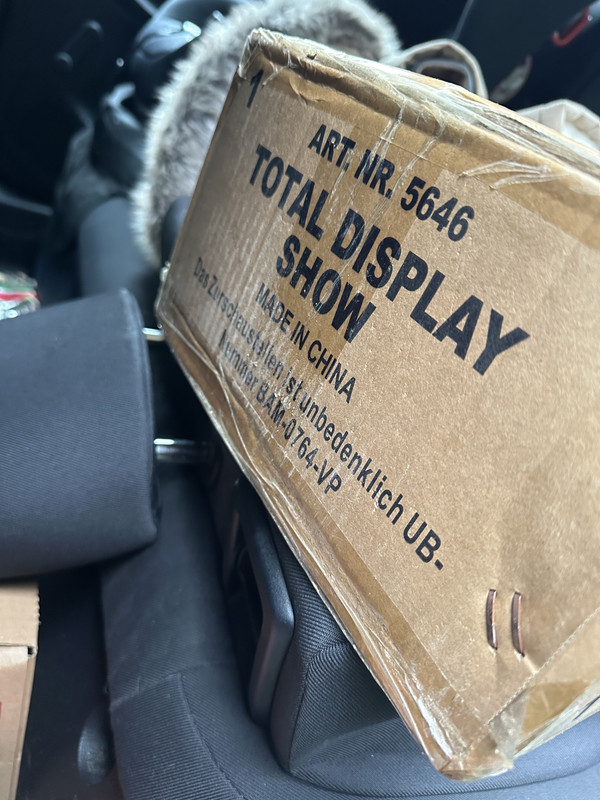 1
ART. NR. 5646
TOTAL DISPLAY
SHOW
MADE IN CHINA
Das Zurschaustellen ist unbedenklich UB-
Nummer BAM-0764-VP